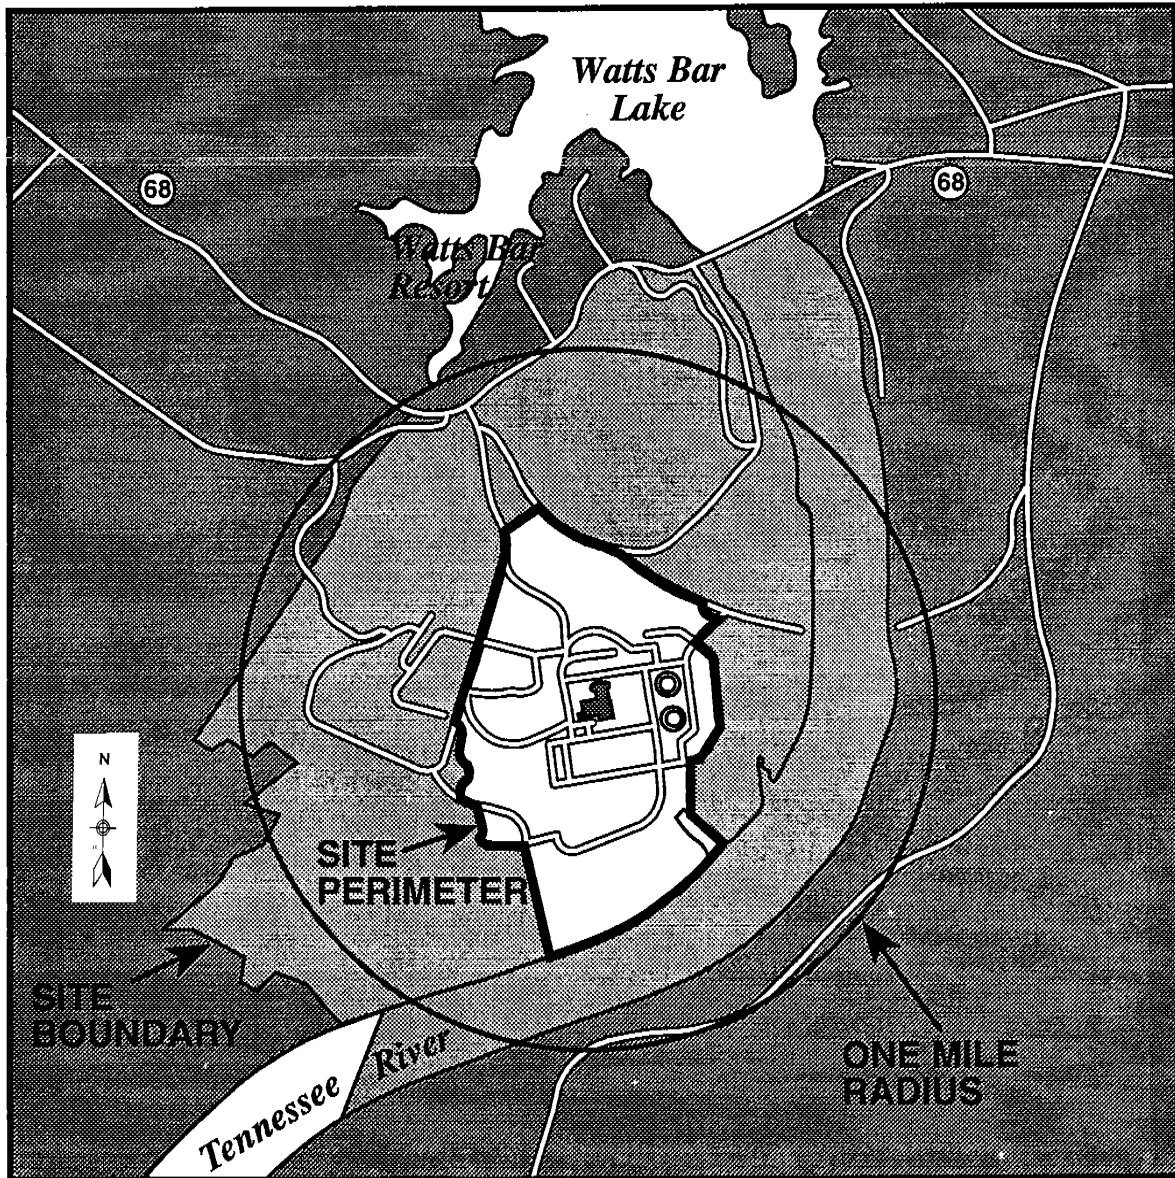 Watts Bar
Lake
68
68
Watts Bar
Resort
N
SITE
PERIMETER
SITE
BOUNDARY
River
Tennessee
ONE MILE
RADIUS